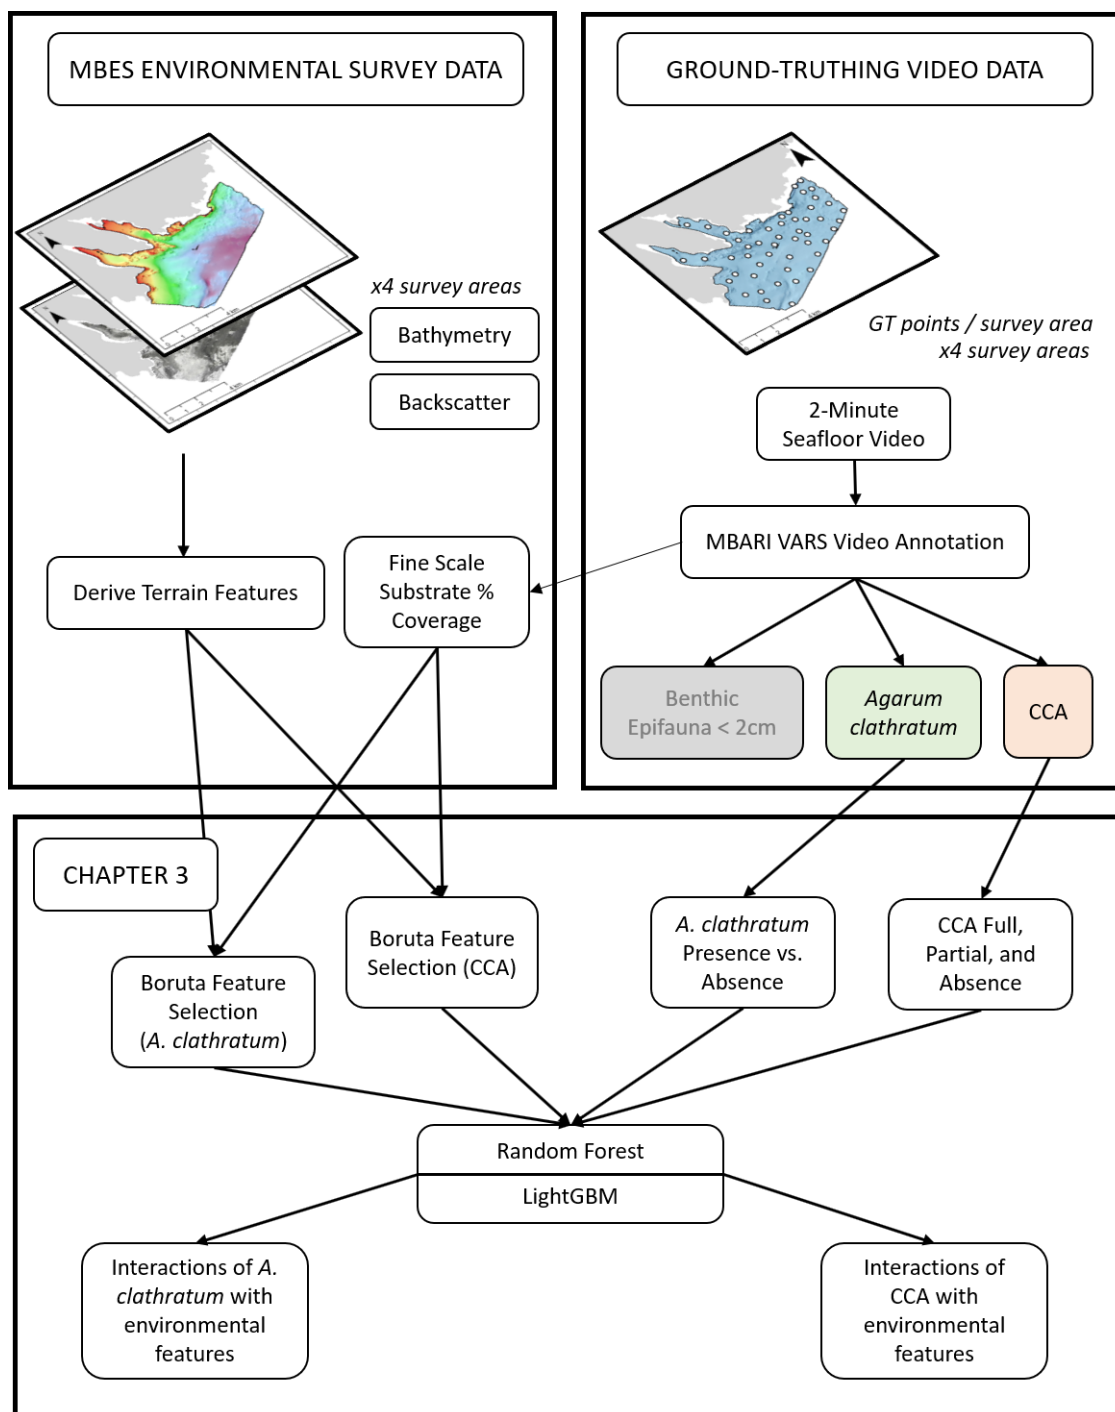 MBES ENVIRONMENTAL SURVEY DATA
x4 survey areas
Bathymetry
Backscatter
Derive Terrain Features
Fine Scale
Substrate %
Coverage
GROUND-TRUTHING VIDEO DATA
GT points / survey area
x4 survey areas
2-Minute
Seafloor Video
MBARI VARS Video Annotation
Benthic
Epifauna < 2cm
Agarum
clathratum
CCA
CHAPTER 3
Boruta Feature
Selection
(A. clathratum)
Boruta Feature
Selection (CCA)
A. clathratum
Presence vs.
Absence
CCA Full,
Partial, and
Absence
Random Forest
LightGBM
Interactions of A.
clathratum with
environmental
features
Interactions of
CCA with
environmental
features